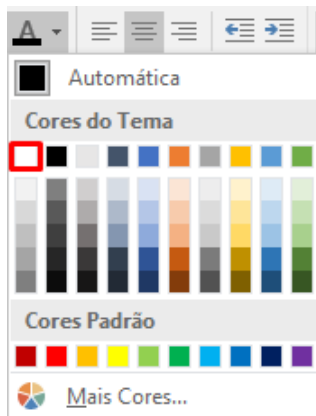 A
Automática
Cores do Tema
Cores Padrão
Mais Cores...